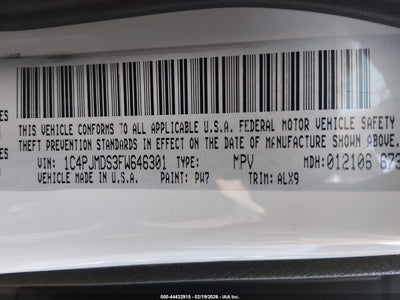 THIS VEHICLE CONFORMS TO ALL APPLICABLE U.S.A. FEDERAL MOTOR VEHICLE SAFETY
THEFT PREVENTION STANDARDS IN EFFECT ON THE DATE OF MANUFACTURE SHOWN ABOVE.
VIN: 1C4PJMDS3FW646301 TYPE: MPV MDH: 012106 673
VEHICLE MADE IN U.S.A. PAINT: PW7 TRIM: ALX9
000-44432915 - 02/19/2026 - IAA Inc.